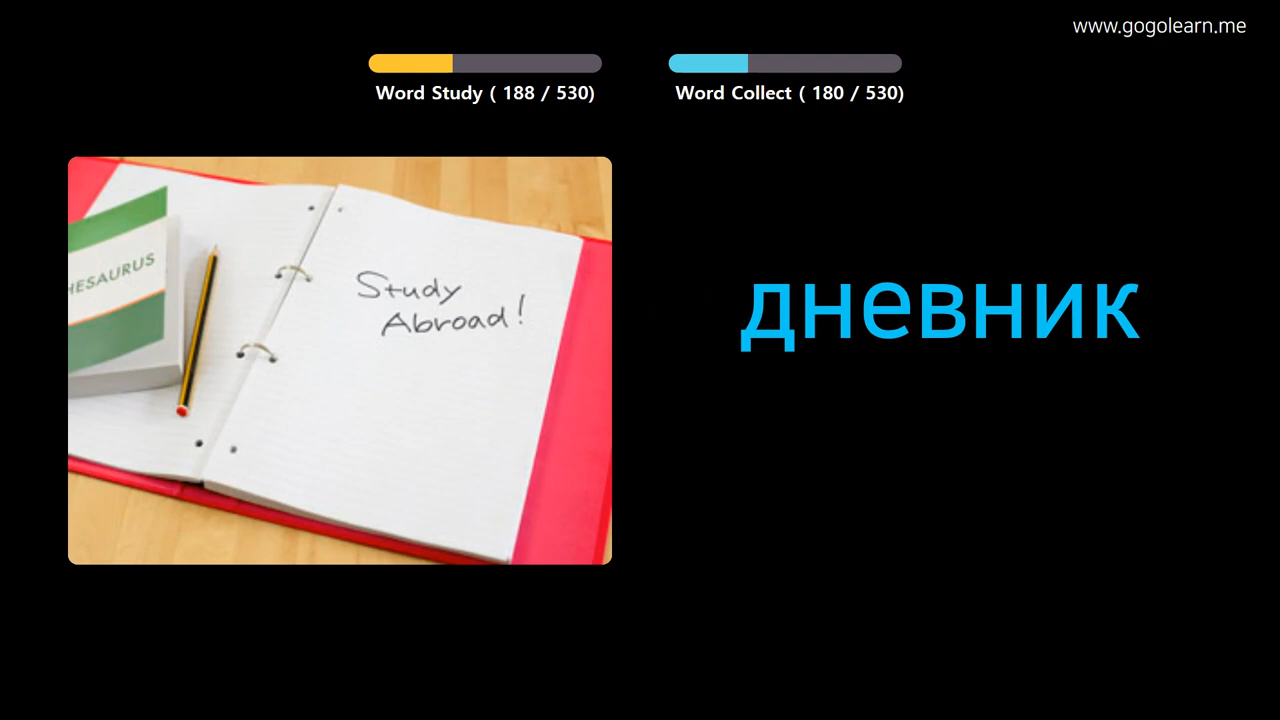 www.gogolearn.me
Word Study ( 188 / 530)
Word Collect ( 180 / 530)
HESAURUS
Study
Abroad!
дневник